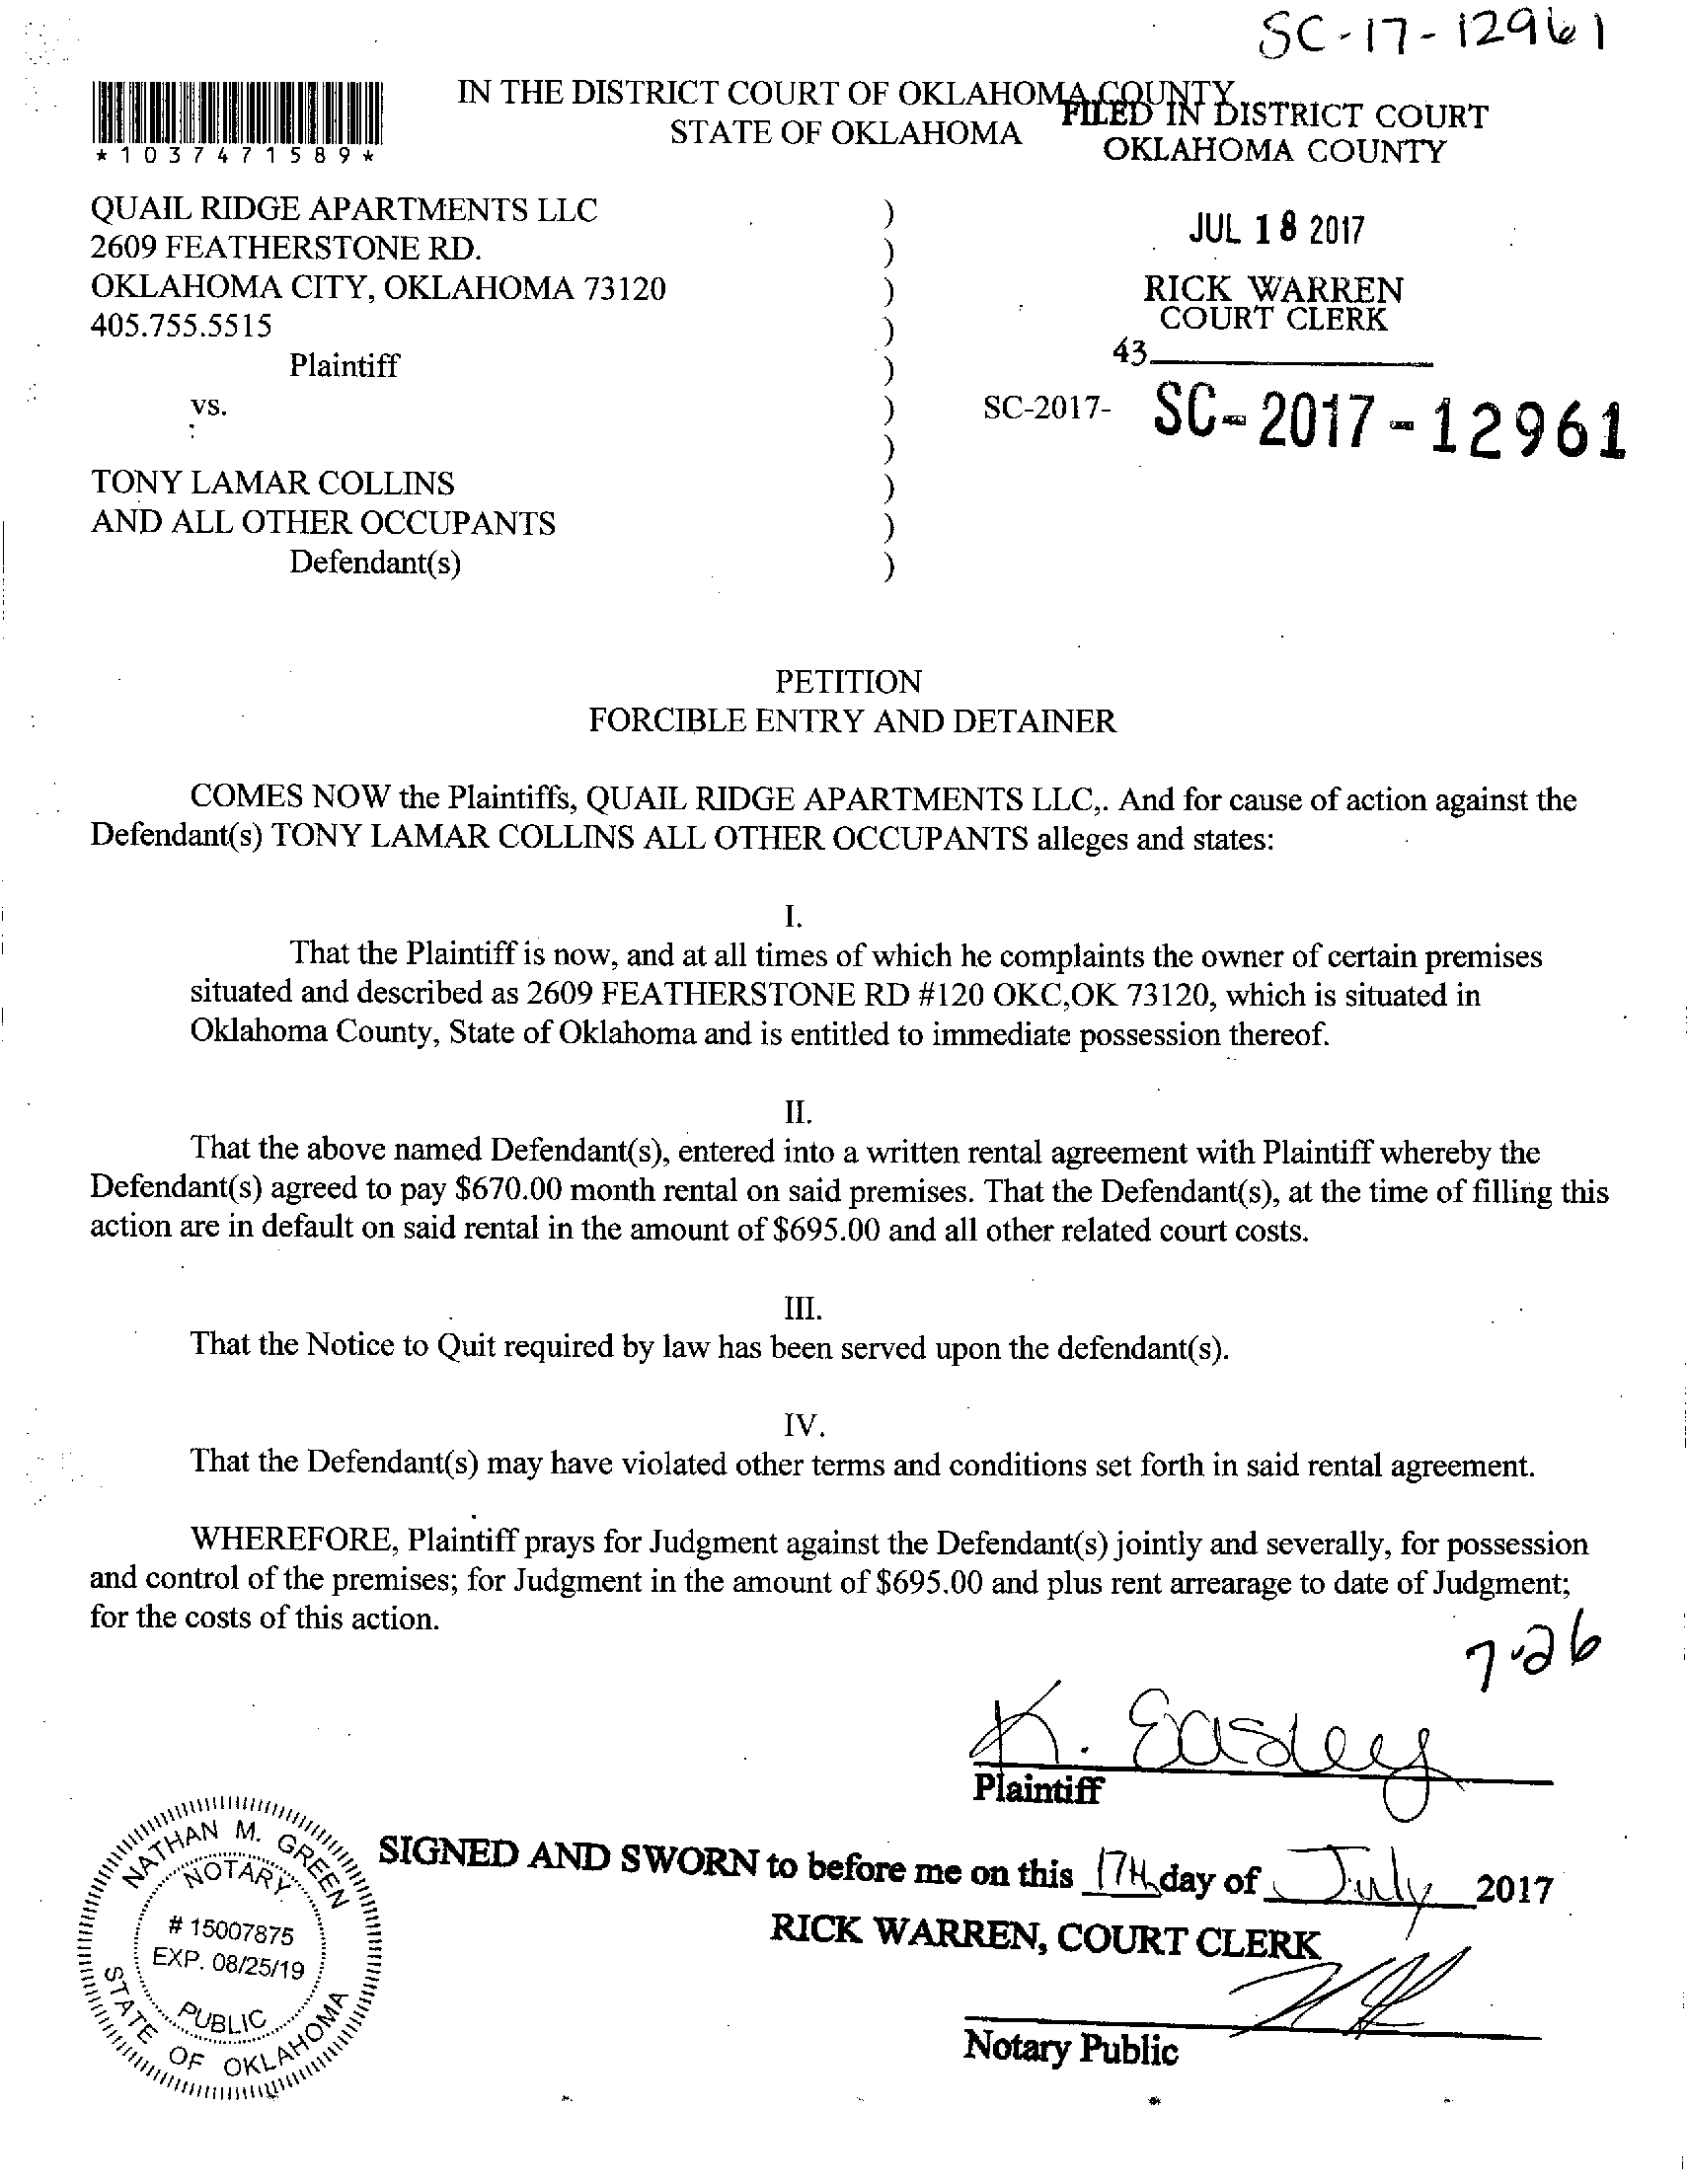 SC-17-12961
IN THE DISTRICT COURT OF OKLAHOMA COUNTY
STATE OF OKLAHOMA
FILED IN DISTRICT COURT
OKLAHOMA COUNTY
*1037471589*
QUAIL RIDGE APARTMENTS LLC )
2609 FEATHERSTONE RD. )
OKLAHOMA CITY, OKLAHOMA 73120 )
405.755.5515 )
Plaintiff )
JUL 18 2017
RICK WARREN
COURT CLERK
43
vs. ) SC-2017- SC-2017-12961
: )
TONY LAMAR COLLINS )
AND ALL OTHER OCCUPANTS )
Defendant(s) )
PETITION
FORCIBLE ENTRY AND DETAINER
COMES NOW the Plaintiffs, QUAIL RIDGE APARTMENTS LLC,. And for cause of action against the
Defendant(s) TONY LAMAR COLLINS ALL OTHER OCCUPANTS alleges and states:
I.
That the Plaintiff is now, and at all times of which he complaints the owner of certain premises
situated and described as 2609 FEATHERSTONE RD #120 OKC,OK 73120, which is situated in
Oklahoma County, State of Oklahoma and is entitled to immediate possession thereof.
II.
That the above named Defendant(s), entered into a written rental agreement with Plaintiff whereby the
Defendant(s) agreed to pay $670.00 month rental on said premises. That the Defendant(s), at the time of filling this
action are in default on said rental in the amount of $695.00 and all other related court costs.
III.
That the Notice to Quit required by law has been served upon the defendant(s).
IV.
That the Defendant(s) may have violated other terms and conditions set forth in said rental agreement.
WHEREFORE, Plaintiff prays for Judgment against the Defendant(s) jointly and severally, for possession
and control of the premises; for Judgment in the amount of $695.00 and plus rent arrearage to date of Judgment;
for the costs of this action.
7-26
K. Easley
Plaintiff
SIGNED AND SWORN to before me on this 17th day of July 2017
RICK WARREN, COURT CLERK
Notary Public
NATHAN M. GREEN
NOTARY
# 15007875
EXP. 08/25/19
PUBLIC
STATE OF OKLAHOMA